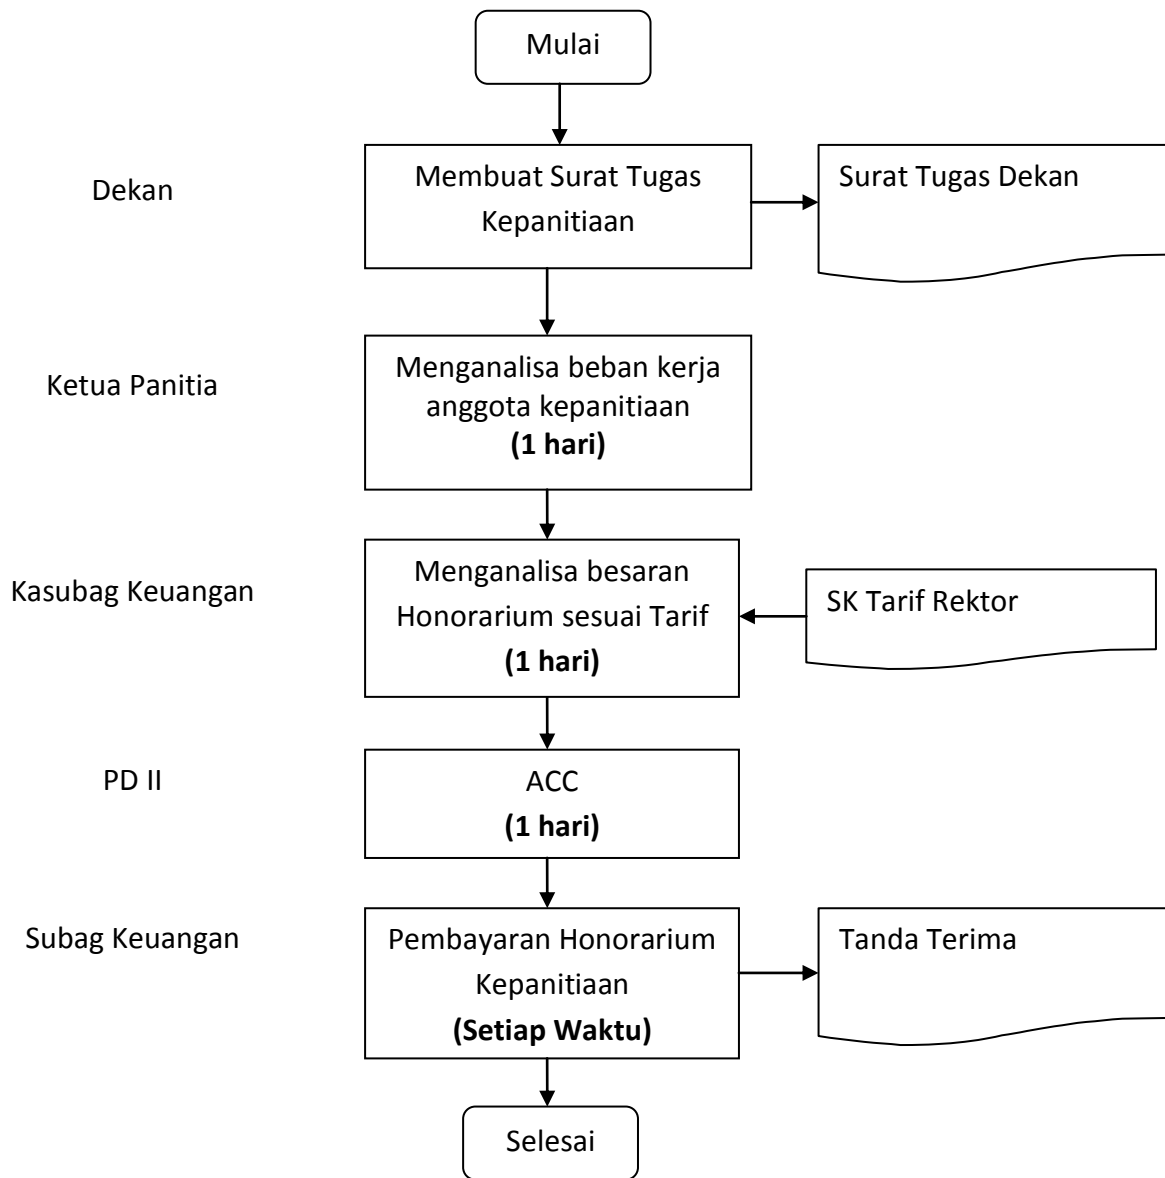 Mulai
Dekan
Membuat Surat Tugas
Kepanitiaan
Surat Tugas Dekan
Ketua Panitia
Menganalisa beban kerja
anggota kepanitiaan
(1 hari)
Kasubag Keuangan
Menganalisa besaran
Honorarium sesuai Tarif
(1 hari)
SK Tarif Rektor
PD II
ACC
(1 hari)
Subag Keuangan
Pembayaran Honorarium
Kepanitiaan
(Setiap Waktu)
Tanda Terima
Selesai